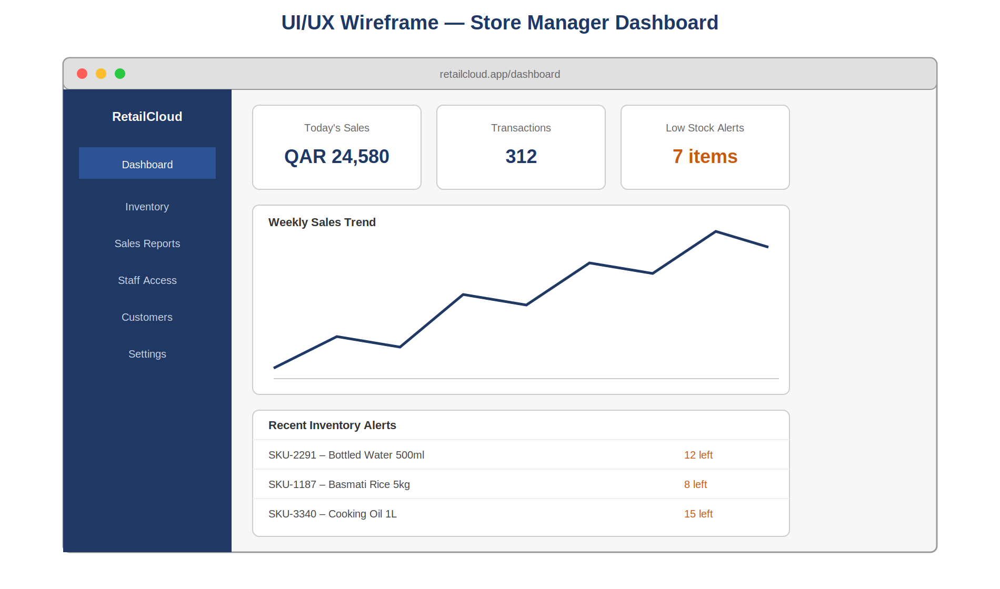 UI/UX Wireframe — Store Manager Dashboard
retailcloud.app/dashboard
RetailCloud
Dashboard
Inventory
Sales Reports
Staff Access
Customers
Settings
Today's Sales
QAR 24,580
Transactions
312
Low Stock Alerts
7 items
Weekly Sales Trend
Recent Inventory Alerts
SKU-2291 – Bottled Water 500ml 12 left
SKU-1187 – Basmati Rice 5kg 8 left
SKU-3340 – Cooking Oil 1L 15 left